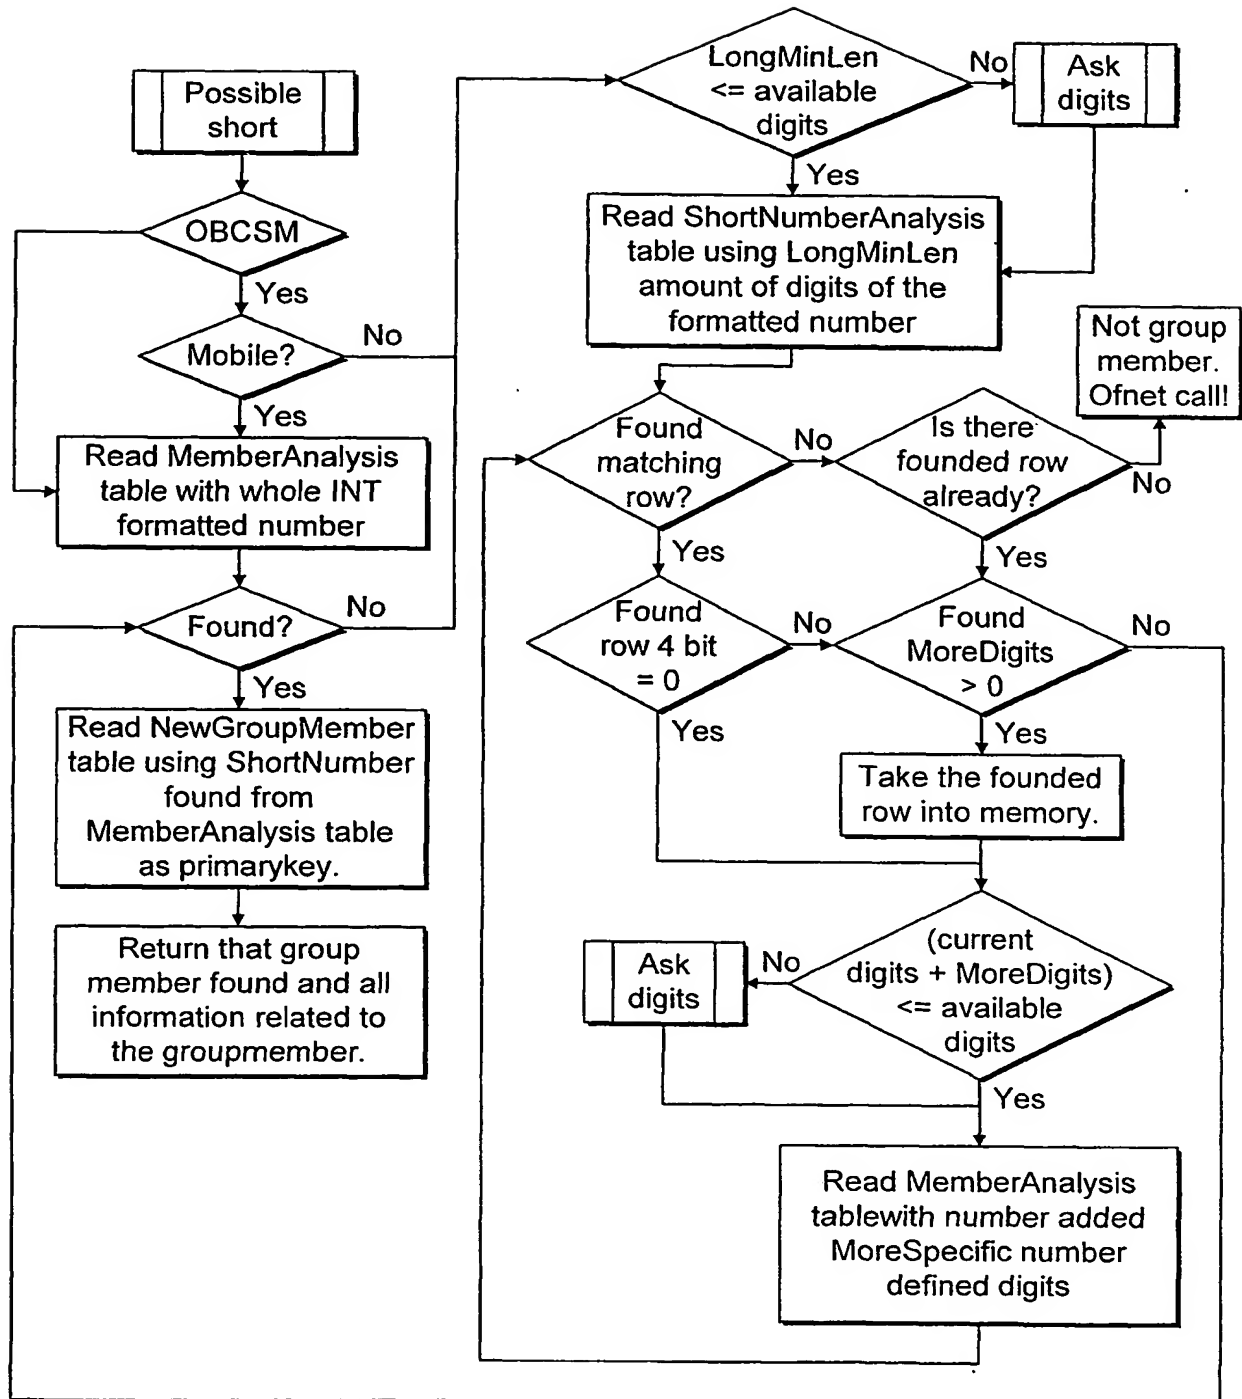 Possible
short
OBCSM
Yes
Mobile?
No
Yes
Read MemberAnalysis
table with whole INT
formatted number
Found?
No
Yes
Read NewGroupMember
table using ShortNumber
found from
MemberAnalysis table
as primarykey.
Return that group
member found and all
information related to
the groupmember.
LongMinLen
<= available
digits
No
Ask
digits
Yes
Read ShortNumberAnalysis
table using LongMinLen
amount of digits of the
formatted number
Not group
member.
Ofnet call!
Found
matching
row?
No
Is there
founded row
already?
No
Yes
Yes
Found
row 4 bit
= 0
No
Found
MoreDigits
> 0
No
Yes
Yes
Take the founded
row into memory.
(current
digits + MoreDigits)
<= available
digits
No
Ask
digits
Yes
Read MemberAnalysis
tablewith number added
MoreSpecific number
defined digits